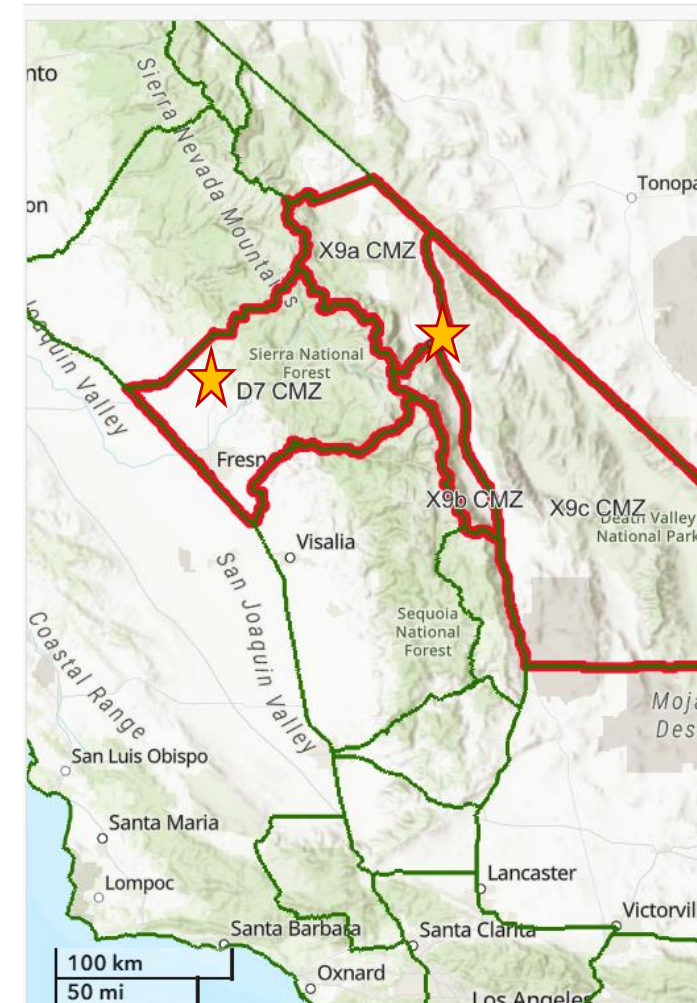 nto
Sierra Nevada Mountains
Tonopa
on
X9a CMZ
Joaquin Valley
Sierra National
Forest
D7 CMZ
Fresn
X9b CMZ
X9c CMZ
Death Valley
National Park
Visalia
San Joaquin Valley
Sequoia
National
Forest
Coastal Range
Moja
Des
San Luis Obispo
Santa Maria
Lancaster
Lompoc
Victorvil
Santa Barbara
Santa Clarita
100 km
Oxnard
50 mi
Los Angeles